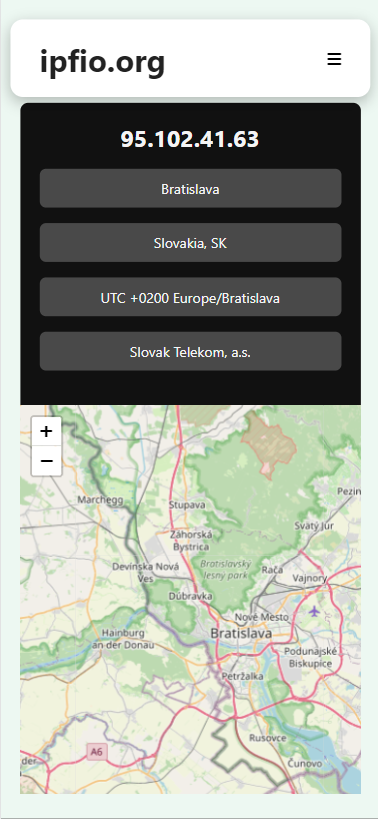 ipfio.org
95.102.41.63
Bratislava
Slovakia, SK
UTC +0200 Europe/Bratislava
Slovak Telekom, a.s.
+
−
Marchegg
Stupava
Pezin
Svätý Jur
Záhorská
Bystrica
Devínska Nová
Ves
Bratislavský
lesný park
Rača
Vajnory
Dúbravka
Nové Mesto
Hainburg
an der Donau
Bratislava
Podunajské
Biskupice
Petržalka
Rusovce
A6
der
Čunovo